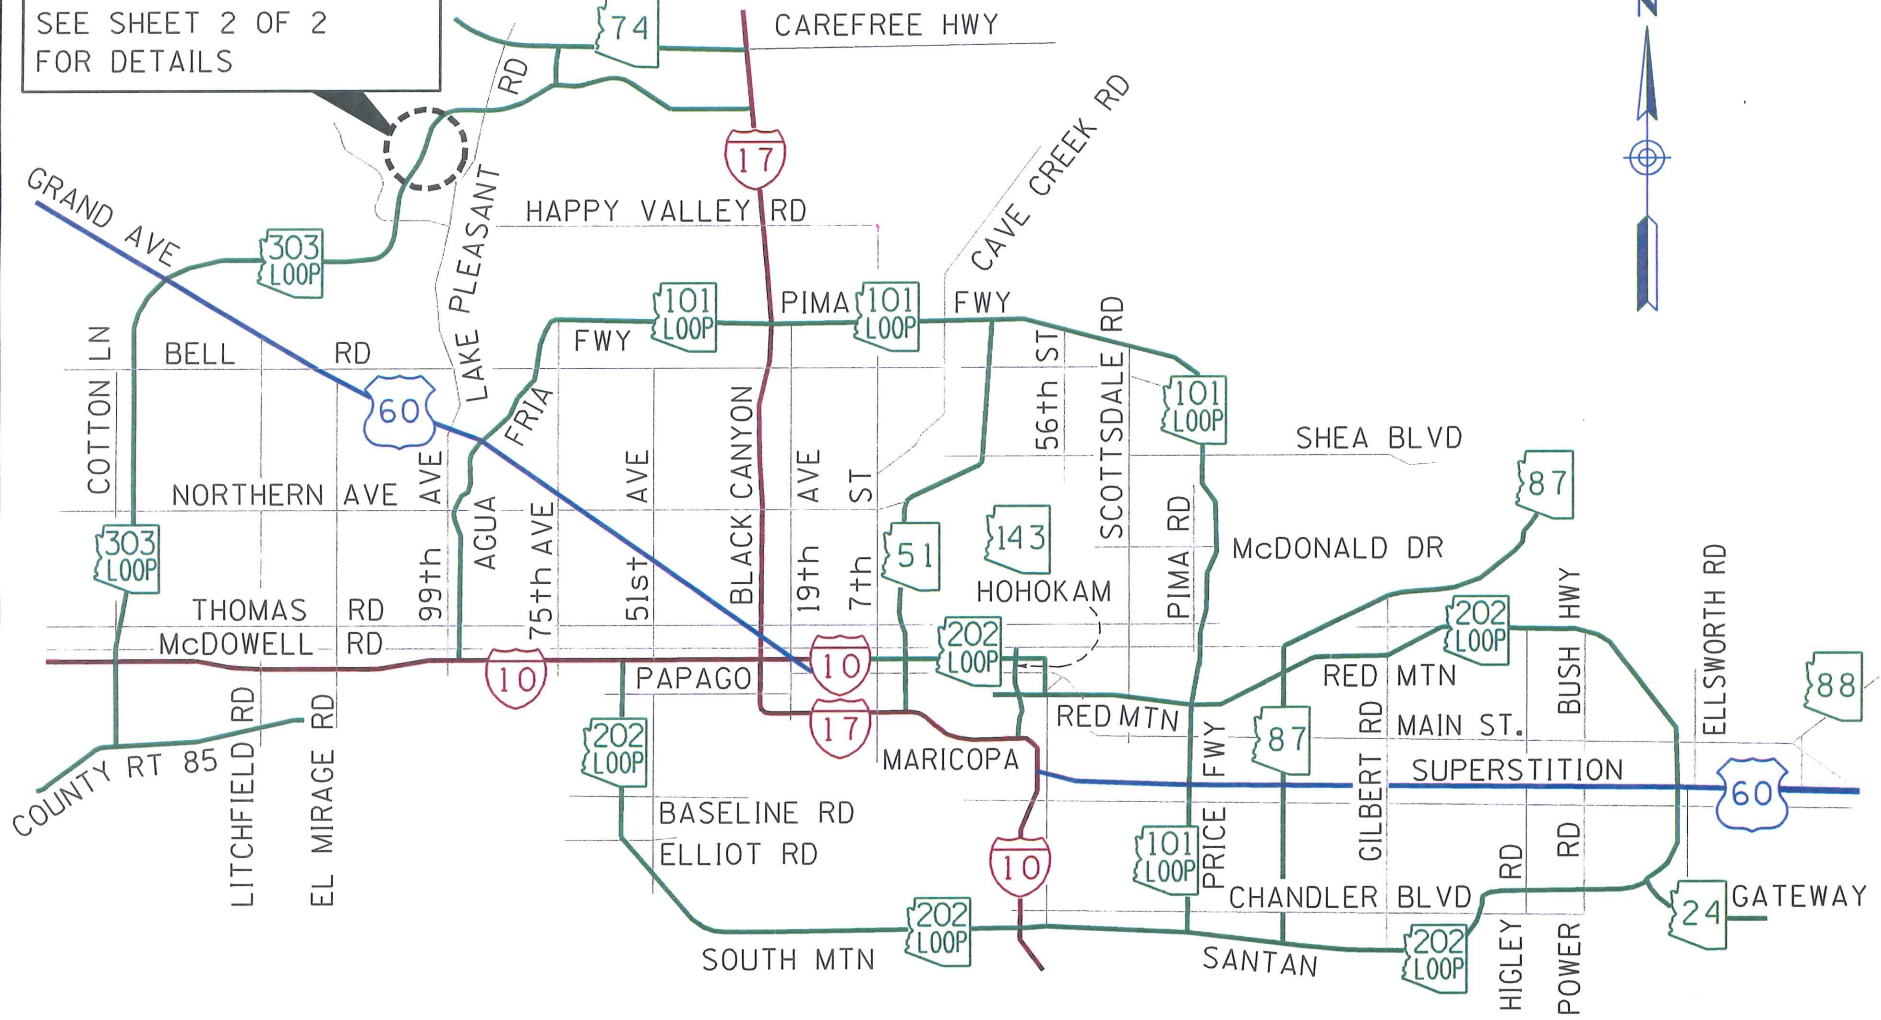 SEE SHEET 2 OF 2
FOR DETAILS
74
CAREFREE HWY
N
RD
17
CAVE CREEK RD
GRAND AVE
LAKE PLEASANT
HAPPY VALLEY RD
303
LOOP
101
LOOP
PIMA
101
LOOP
FWY
FWY
COTTON LN
BELL RD
60
FRIA
BLACK CANYON
56th ST
SCOTTSDALE RD
101
LOOP
SHEA BLVD
87
NORTHERN AVE
99th AVE
AGUA
75th AVE
51st AVE
19th AVE
7th ST
51
143
PIMA RD
McDONALD DR
303
LOOP
HOHOKAM
THOMAS RD
McDOWELL RD
10
PAPAGO
10
202
LOOP
202
LOOP
BUSH HWY
ELLSWORTH RD
RED MTN
88
RED MTN
17
MARICOPA
202
LOOP
87
GILBERT RD
MAIN ST.
COUNTY RT 85
LITCHFIELD RD
EL MIRAGE RD
SUPERSTITION
60
BASELINE RD
ELLIOT RD
10
101
LOOP
PRICE FWY
HIGLEY RD
POWER RD
CHANDLER BLVD
24
GATEWAY
202
LOOP
SOUTH MTN
SANTAN
202
LOOP